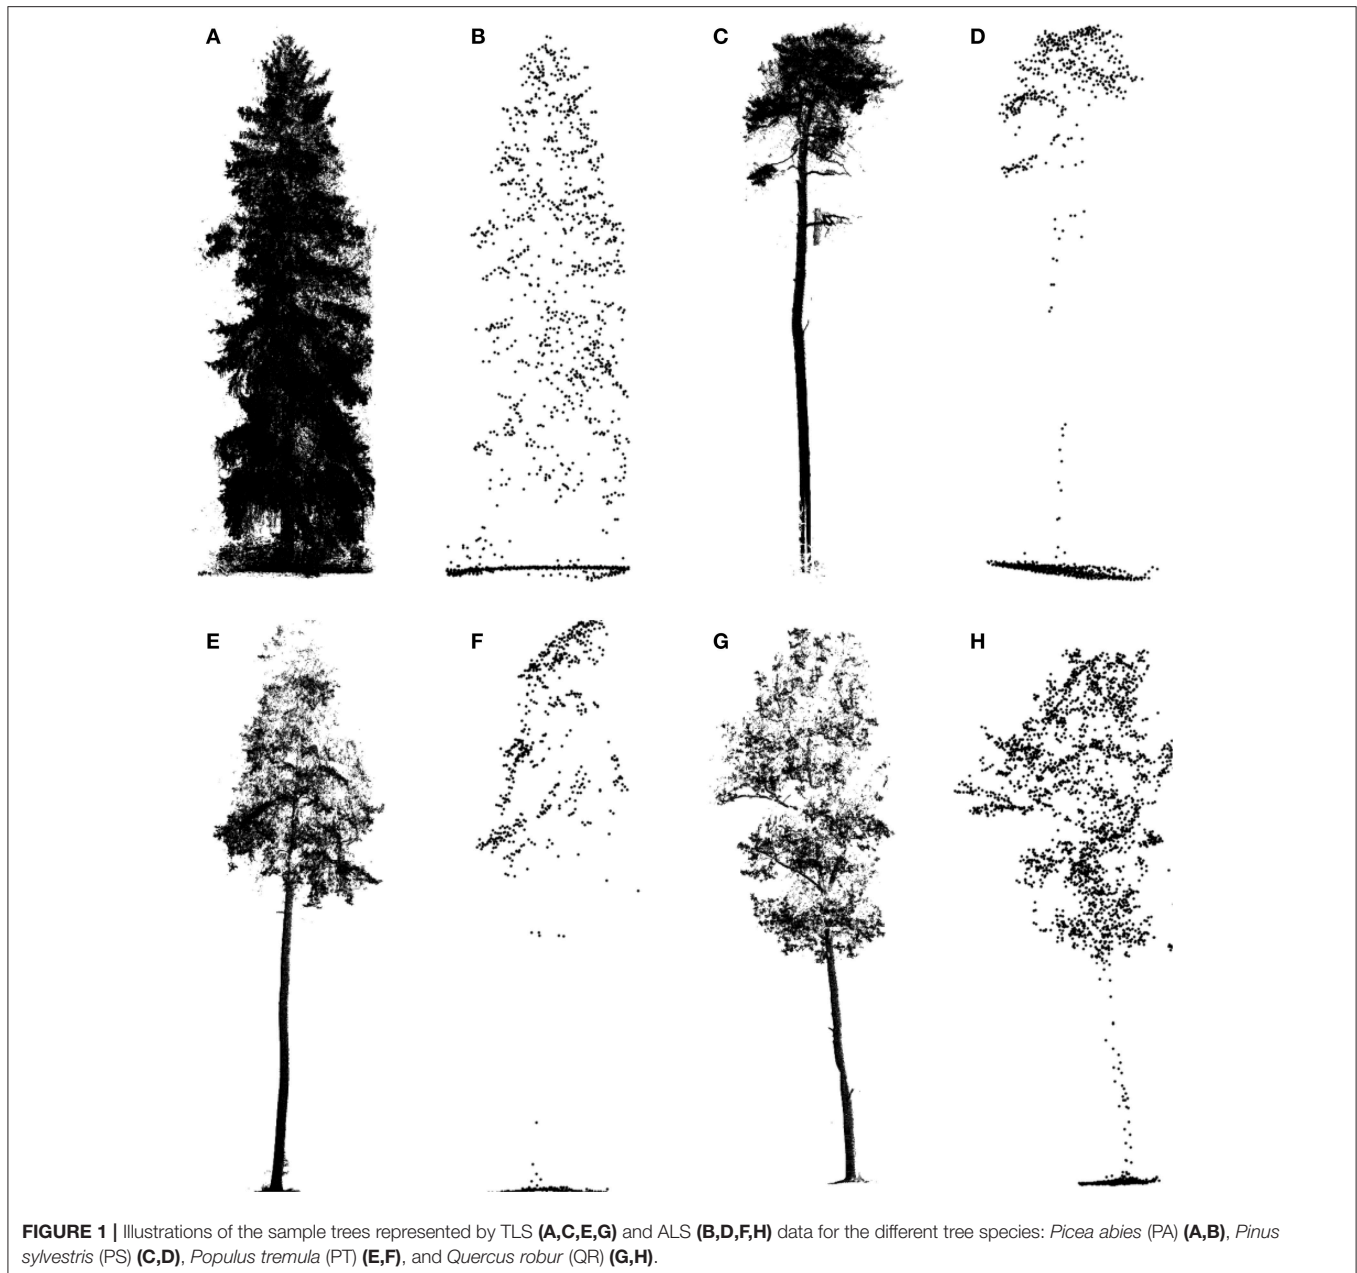 A
B
C
D
E
F
G
H
FIGURE 1 | Illustrations of the sample trees represented by TLS (A,C,E,G) and ALS (B,D,F,H) data for the different tree species: Picea abies (PA) (A,B), Pinus
sylvestris (PS) (C,D), Populus tremula (PT) (E,F), and Quercus robur (QR) (G,H).